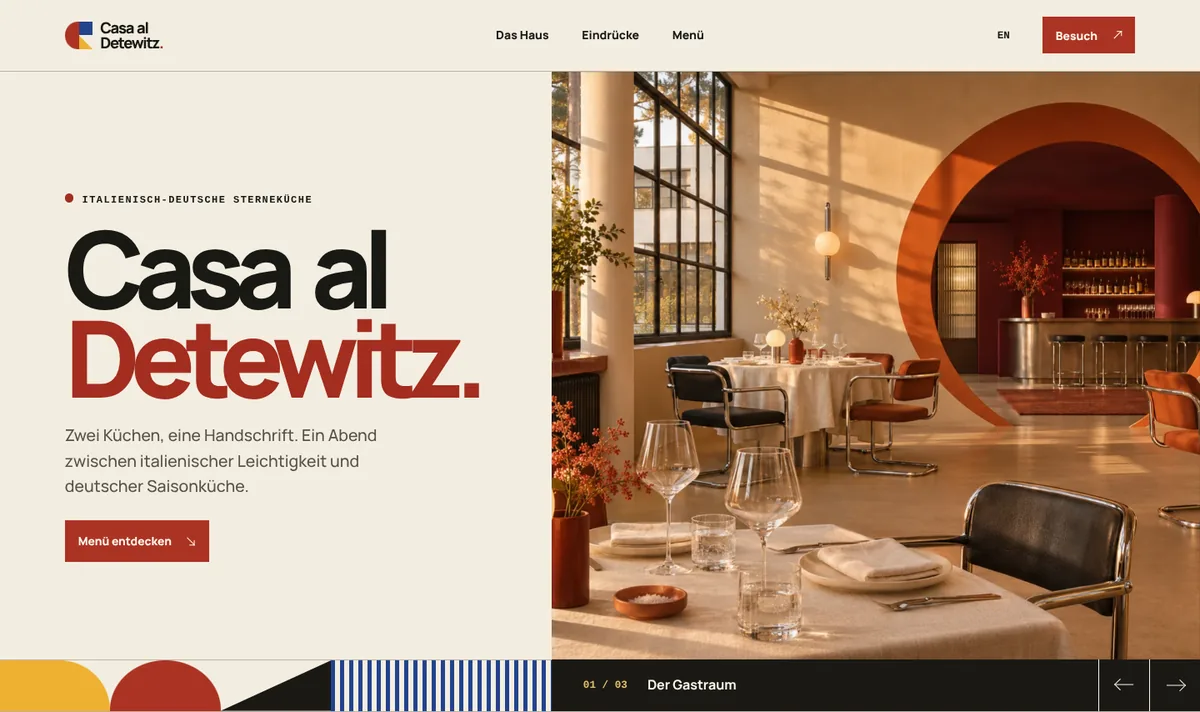 Casa al
Detewitz.
Das Haus
Eindrücke
Menü
EN
Besuch
ITALIENISCH-DEUTSCHE STERNEKÜCHE
Casa al
Detewitz.
Zwei Küchen, eine Handschrift. Ein Abend
zwischen italienischer Leichtigkeit und
deutscher Saisonküche.
Menü entdecken
01 / 03
Der Gastraum